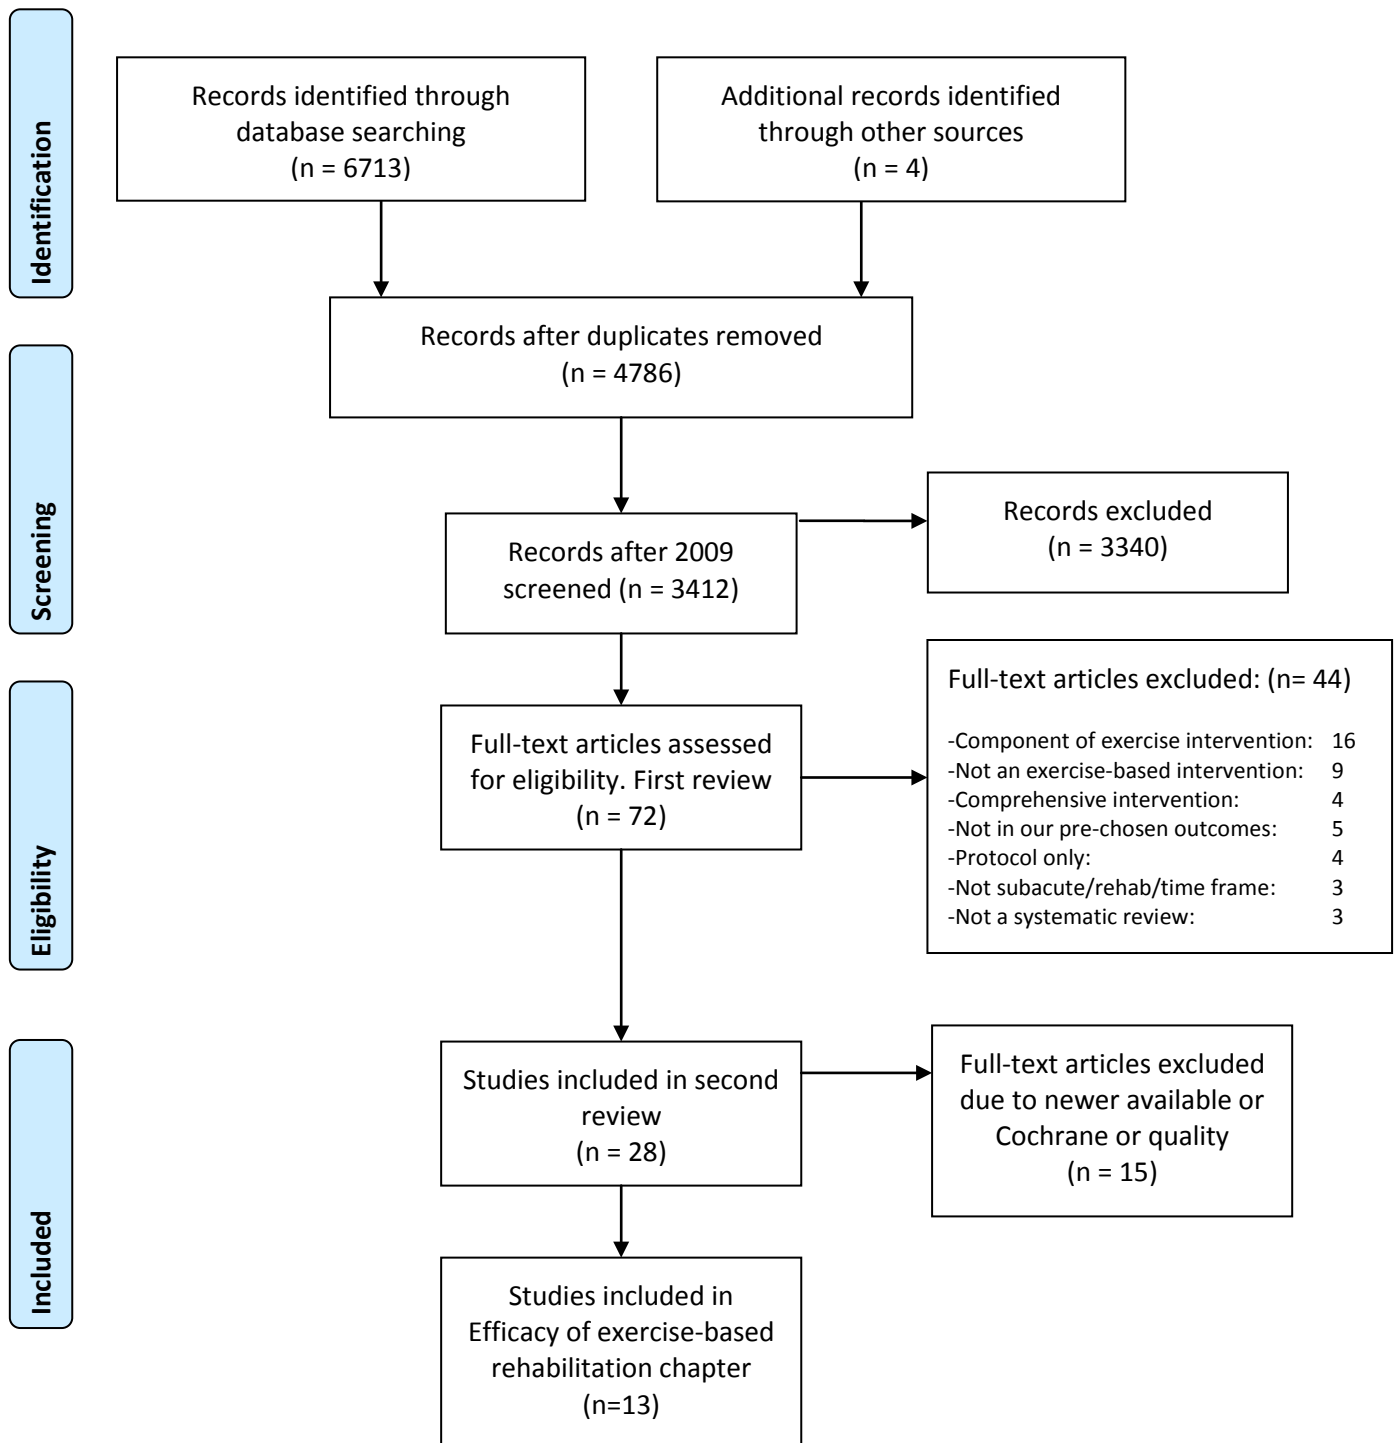 Identification
Records identified through
database searching
(n = 6713)
Additional records identified
through other sources
(n = 4)
Records after duplicates removed
(n = 4786)
Screening
Records after 2009
screened (n = 3412)
Records excluded
(n = 3340)
Eligibility
Full-text articles assessed
for eligibility. First review
(n = 72)
Full-text articles excluded: (n= 44)
-Component of exercise intervention: 16
-Not an exercise-based intervention: 9
-Comprehensive intervention: 4
-Not in our pre-chosen outcomes: 5
-Protocol only: 4
-Not subacute/rehab/time frame: 3
-Not a systematic review: 3
Included
Studies included in second
review
(n = 28)
Full-text articles excluded
due to newer available or
Cochrane or quality
(n = 15)
Studies included in
Efficacy of exercise-based
rehabilitation chapter
(n=13)